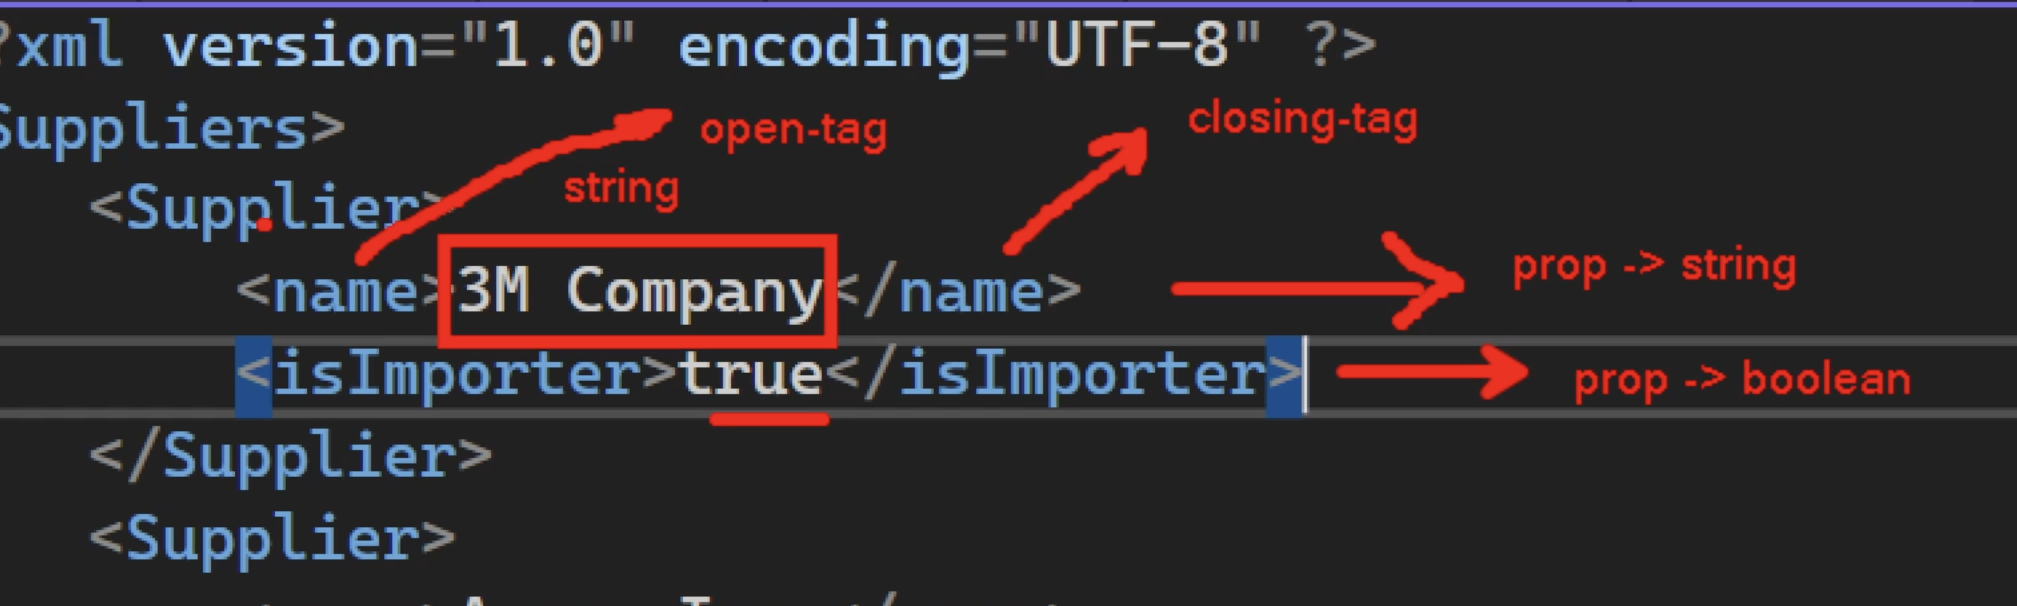 ?xml version="1.0" encoding="UTF-8" ?>
Suppliers>
open-tag
closing-tag
string
<Supplier>
<name>3M Company</name>
prop -> string
<isImporter>true</isImporter>
prop -> boolean
</Supplier>
<Supplier>